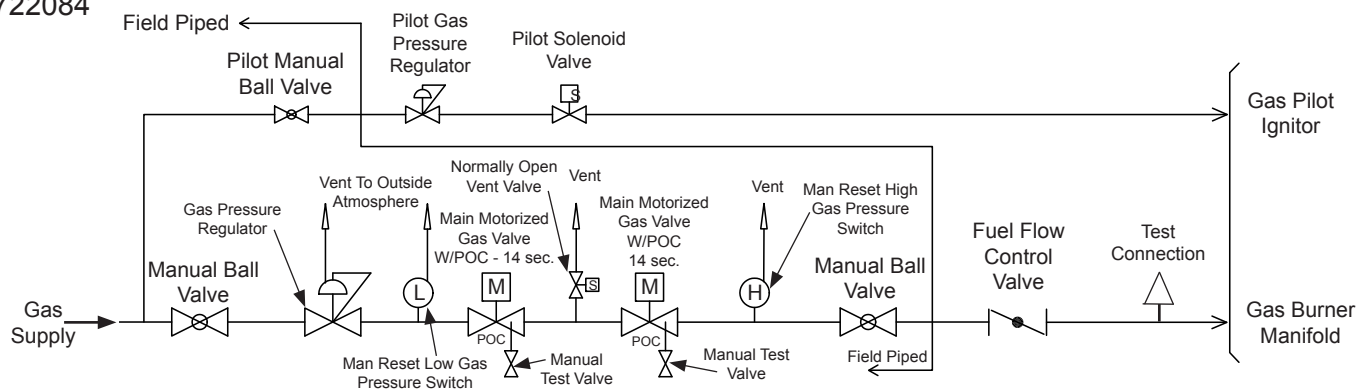 722084
Field Piped
Pilot Gas
Pressure
Regulator
Pilot Solenoid
Valve
Pilot Manual
Ball Valve
S
Gas Pilot
Ignitor
Normally Open
Vent Valve
Vent
Vent To Outside
Atmosphere
Main Motorized
Gas Valve
W/POC
14 sec.
Vent
Man Reset High
Gas Pressure
Switch
Gas Pressure
Regulator
Main Motorized
Gas Valve
W/POC - 14 sec.
Fuel Flow
Control
Valve
Test
Connection
Manual Ball
Valve
Manual Ball
Valve
L
M
S
M
H
Gas
Supply
Gas Burner
Manifold
POC
POC
Man Reset Low Gas
Pressure Switch
Manual
Test Valve
Manual Test
Valve
Field Piped